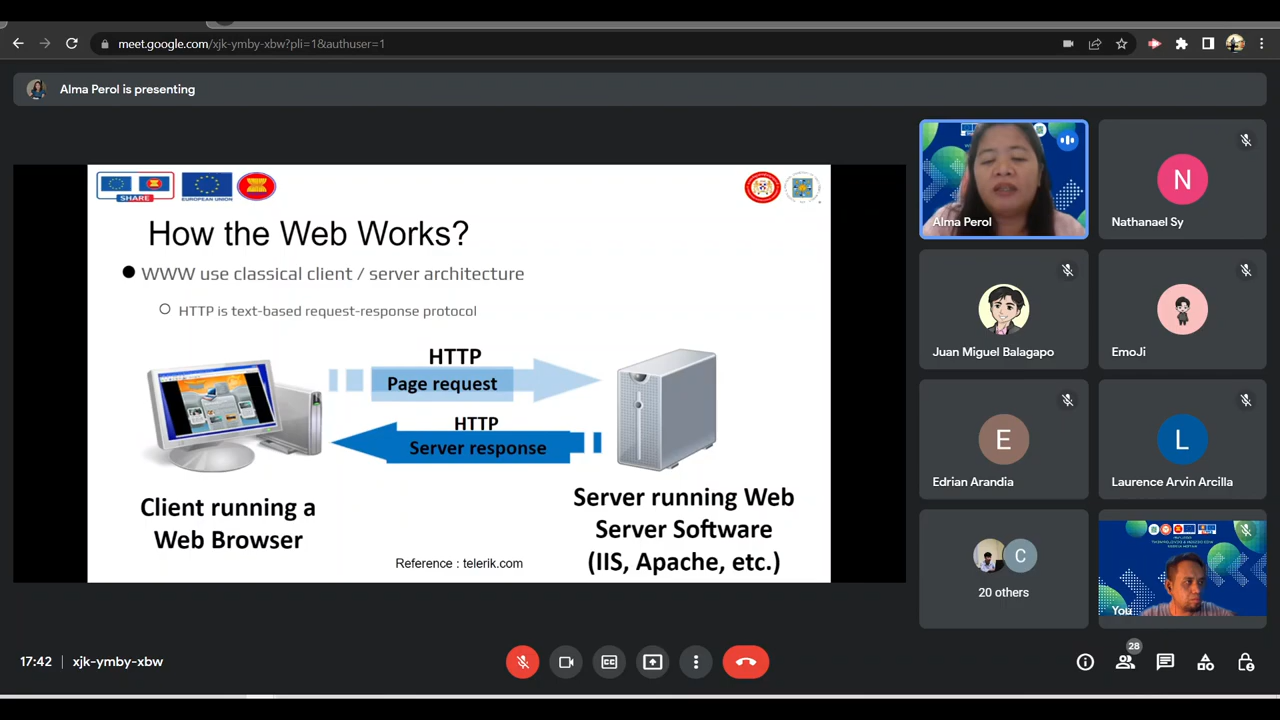 meet.google.com/xjk-ymby-xbw?pli=1&authuser=1
Alma Perol is presenting
SHARE
EUROPEAN UNION
How the Web Works?
WWW use classical client / server architecture
HTTP is text-based request-response protocol
HTTP
Page request
HTTP
Server response
Client running a
Web Browser
Server running Web
Server Software
(IIS, Apache, etc.)
Reference : telerik.com
Alma Perol
N
Nathanael Sy
Juan Miguel Balagapo
EmoJi
E
Edrian Arandia
L
Laurence Arvin Arcilla
C
20 others
You
17:42
xjk-ymby-xbw
28